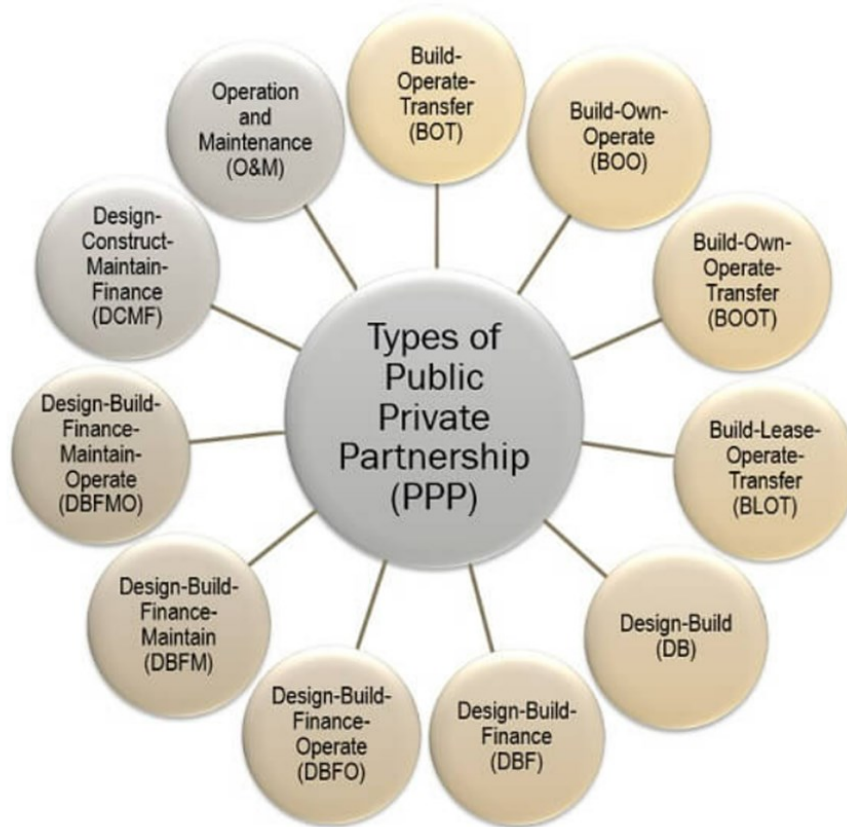 Types of
Public
Private
Partnership
(PPP)
Build-
Operate-
Transfer
(BOT)
Build-Own-
Operate
(BOO)
Build-Own-
Operate-
Transfer
(BOOT)
Build-Lease-
Operate-
Transfer
(BLOT)
Design-Build
(DB)
Design-Build-
Finance
(DBF)
Design-Build-
Finance-
Operate
(DBFO)
Design-Build-
Finance-
Maintain
(DBFM)
Design-Build-
Finance-
Maintain-
Operate
(DBFMO)
Design-
Construct-
Maintain-
Finance
(DCMF)
Operation
and
Maintenance
(O&M)